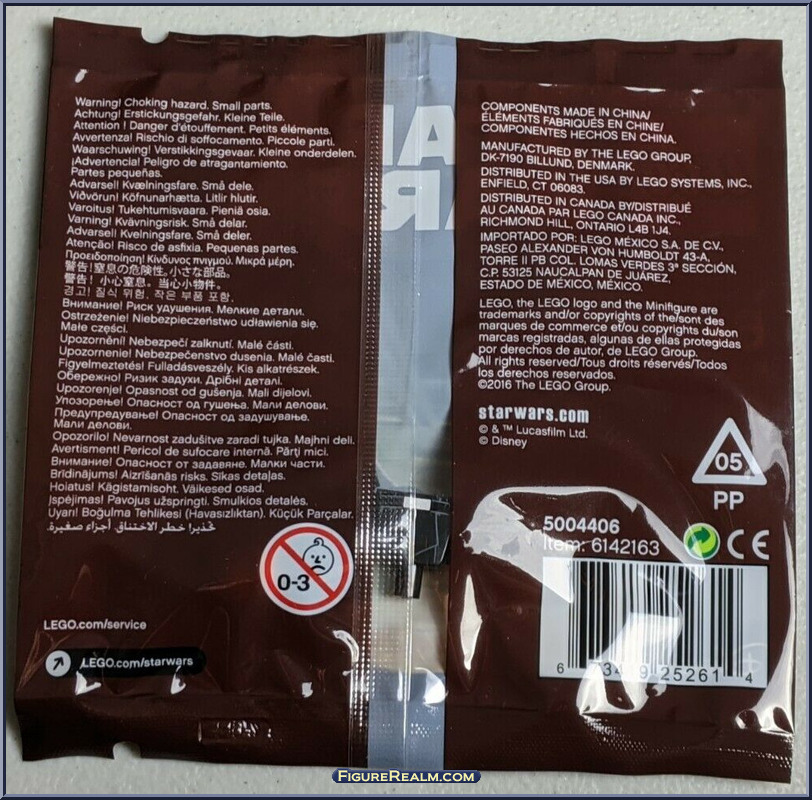 Warning! Choking hazard. Small parts.
Achtung! Erstickungsgefahr. Kleine Teile.
Attention ! Danger d'étouffement. Petits éléments.
Avvertenza! Rischio di soffocamento. Piccole parti.
Waarschuwing! Verstikkingsgevaar. Kleine onderdelen.
¡Advertencia! Peligro de atragantamiento.
Partes pequeñas.
Advarsel! Kvælningsfare. Små dele.
Viðvörun! Köfnunarhætta. Litlir hlutir.
Varoitus! Tukehtumisvaara. Pieniä osia.
Varning! Kvävningsrisk. Små delar.
Advarsel! Kvelningsfare. Små deler.
Atenção! Risco de asfixia. Pequenas partes.
Προειδοποίηση! Κίνδυνος πνιγμού. Μικρά μέρη.
警告!窒息の危険性。小さな部品。
警告! 小心窒息。当心小物件。
경고! 질식 위험. 작은 부품 포함.
Внимание! Риск удушения. Мелкие детали.
Ostrzeżenie! Niebezpieczeństwo udławienia się.
Małe części.
Upozornění! Nebezpečí zalknutí. Malé části.
Upozornenie! Nebezpečenstvo dusenia. Malé časti.
Figyelmeztetés! Fulladásveszély. Kis alkatrészek.
Обережно! Ризик задухи. Дрібні деталі.
Upozorenje! Opasnost od gušenja. Mali dijelovi.
Упозорење! Опасност од гушења. Мали делови.
Предупредување! Опасност од задушување.
Мали делови.
Opozorilo! Nevarnost zadušitve zaradi tujka. Majhni deli.
Avertisment! Pericol de sufocare internă. Părţi mici.
Внимание! Опасност от задавяне. Малки части.
Brīdinājums! Aizrīšanās risks. Sīkas detaļas.
Hoiatus! Kägistamisoht. Väikesed osad.
Įspėjimas! Pavojus užspringti. Smulkios detalės.
Uyarı! Boğulma Tehlikesi (Havasızlıktan). Küçük Parçalar.
تحذير! خطر الاختناق. أجزاء صغيرة.
0-3
LEGO.com/service
LEGO.com/starwars
COMPONENTS MADE IN CHINA/
ÉLÉMENTS FABRIQUÉS EN CHINE/
COMPONENTES HECHOS EN CHINA.
MANUFACTURED BY THE LEGO GROUP,
DK-7190 BILLUND, DENMARK.
DISTRIBUTED IN THE USA BY LEGO SYSTEMS, INC.,
ENFIELD, CT 06083.
DISTRIBUTED IN CANADA BY/DISTRIBUÉ
AU CANADA PAR LEGO CANADA INC.,
RICHMOND HILL, ONTARIO L4B 1J4.
IMPORTADO POR: LEGO MÉXICO S.A. DE C.V.,
PASEO ALEXANDER VON HUMBOLDT 43-A,
TORRE II PB COL. LOMAS VERDES 3ª SECCIÓN,
C.P. 53125 NAUCALPAN DE JUÁREZ,
ESTADO DE MÉXICO, MÉXICO.
LEGO, the LEGO logo and the Minifigure are
trademarks and/or copyrights of the/sont des
marques de commerce et/ou copyrights du/son
marcas registradas, algunas de ellas protegidas
por derechos de autor, de LEGO Group.
All rights reserved/Tous droits réservés/Todos
los derechos reservados.
©2016 The LEGO Group.
starwars.com
© & ™ Lucasfilm Ltd.
© Disney
05
PP
5004406
Item: 6142163
CE
25261 4
FIGUREREALM.COM